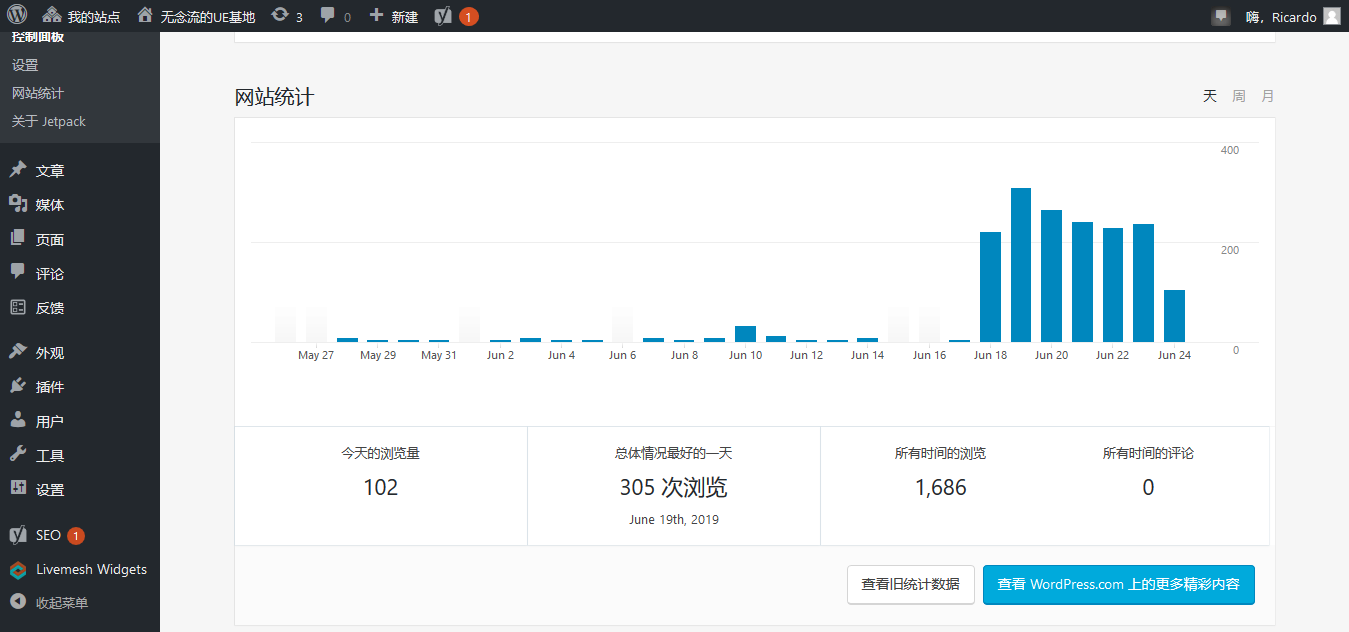 我的站点 无念流的UE基地 3 0 新建 1 嗨，Ricardo
控制面板
设置
网站统计
关于 Jetpack
文章
媒体
页面
评论
反馈
外观
插件
用户
工具
设置
SEO 1
Livemesh Widgets
收起菜单
网站统计 天 周 月
400
200
0
May 27 May 29 May 31 Jun 2 Jun 4 Jun 6 Jun 8 Jun 10 Jun 12 Jun 14 Jun 16 Jun 18 Jun 20 Jun 22 Jun 24
今天的浏览量
102
总体情况最好的一天
305 次浏览
June 19th, 2019
所有时间的浏览
1,686
所有时间的评论
0
查看旧统计数据
查看 WordPress.com 上的更多精彩内容